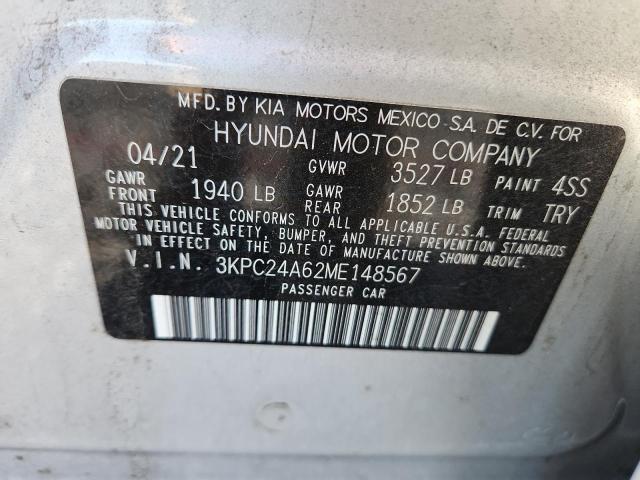 MFD. BY KIA MOTORS MEXICO S.A. DE C.V. FOR
HYUNDAI MOTOR COMPANY
04/21 GVWR 3527 LB PAINT 4SS
GAWR FRONT 1940 LB GAWR REAR 1852 LB TRIM TRY
THIS VEHICLE CONFORMS TO ALL APPLICABLE U.S.A. FEDERAL
MOTOR VEHICLE SAFETY, BUMPER, AND THEFT PREVENTION STANDARDS
IN EFFECT ON THE DATE OF MANUFACTURE SHOWN ABOVE.
V.I.N. 3KPC24A62ME148567
PASSENGER CAR